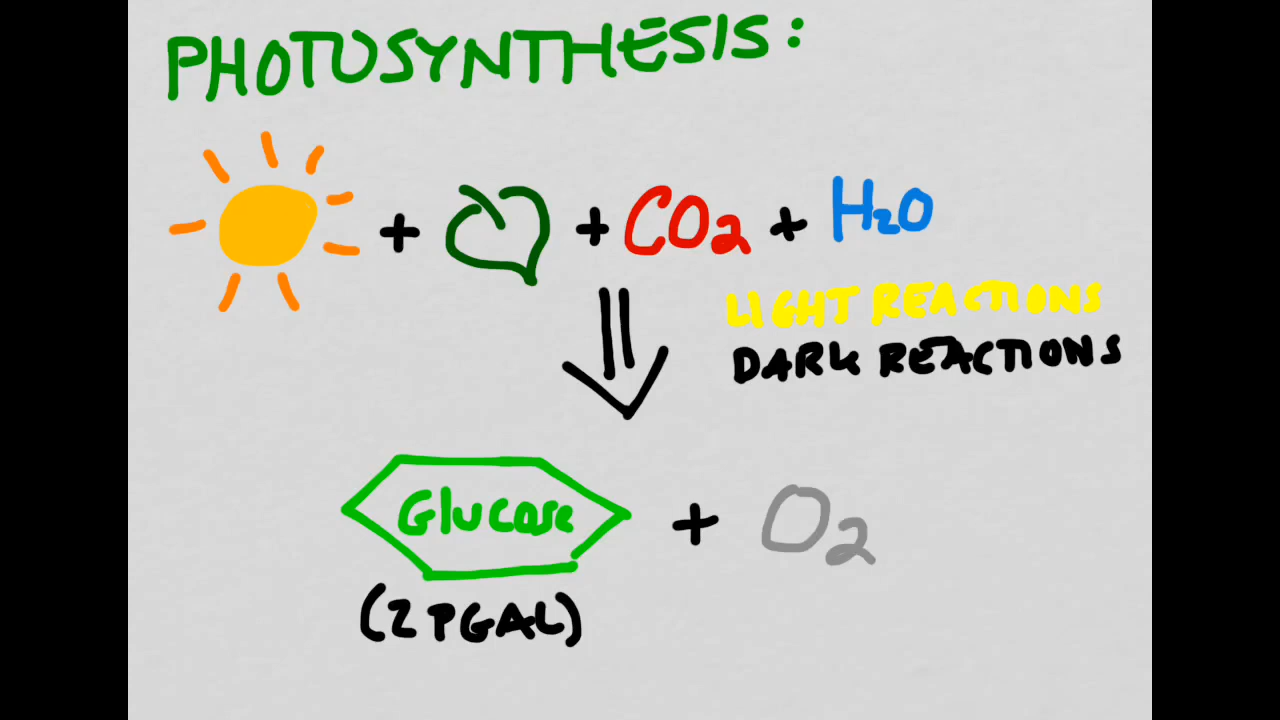 PHOTOSYNTHESIS:
+ + CO2 + H2O
LIGHT REACTIONS
DARK REACTIONS
Glucose + O2
(2 PGAL)